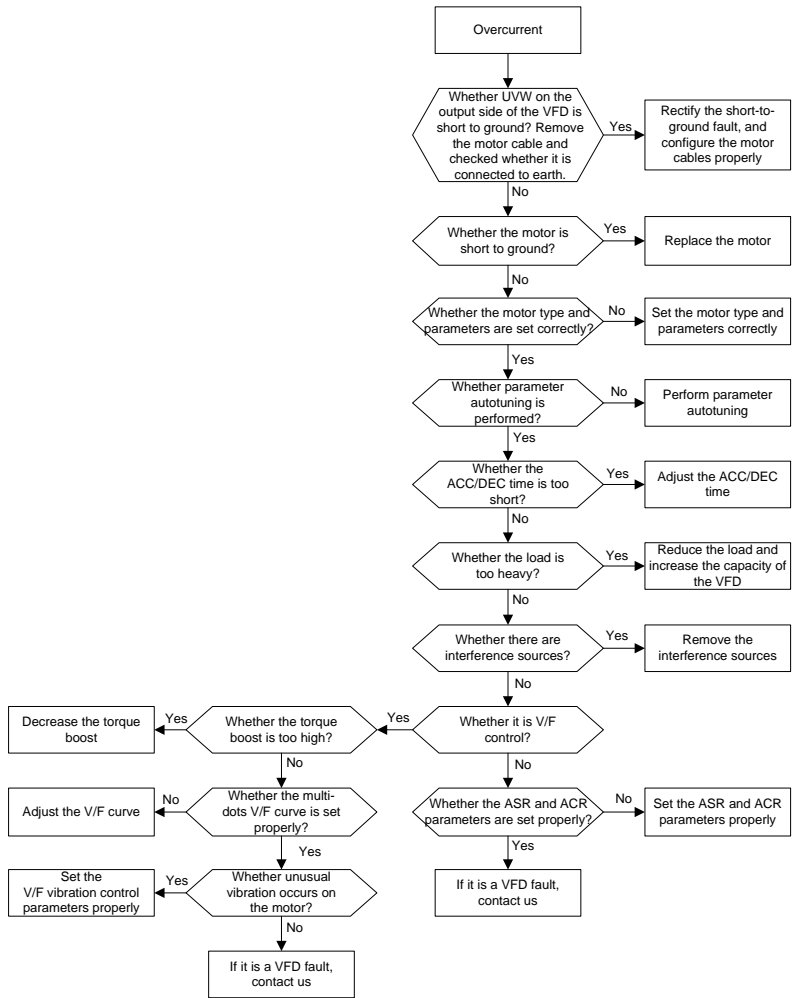 Overcurrent
Whether UVW on the
output side of the VFD is
short to ground? Remove
the motor cable and
checked whether it is
connected to earth.
Yes
Rectify the short-to-
ground fault, and
configure the motor
cables properly
No
Whether the motor is
short to ground?
Yes
Replace the motor
No
Whether the motor type and
parameters are set correctly?
No
Set the motor type and
parameters correctly
Yes
Whether parameter
autotuning is
performed?
No
Perform parameter
autotuning
Yes
Whether the
ACC/DEC time is too
short?
Yes
Adjust the ACC/DEC
time
No
Whether the load is
too heavy?
Yes
Reduce the load and
increase the capacity of
the VFD
No
Whether there are
interference sources?
Yes
Remove the
interference sources
No
Whether it is V/F
control?
Yes
Whether the torque
boost is too high?
Yes
Decrease the torque
boost
No
Whether the multi-
dots V/F curve is set
properly?
No
Adjust the V/F curve
Yes
Whether unusual
vibration occurs on
the motor?
Yes
Set the
V/F vibration control
parameters properly
No
If it is a VFD fault,
contact us
No
Whether the ASR and ACR
parameters are set properly?
No
Set the ASR and ACR
parameters properly
Yes
If it is a VFD fault,
contact us